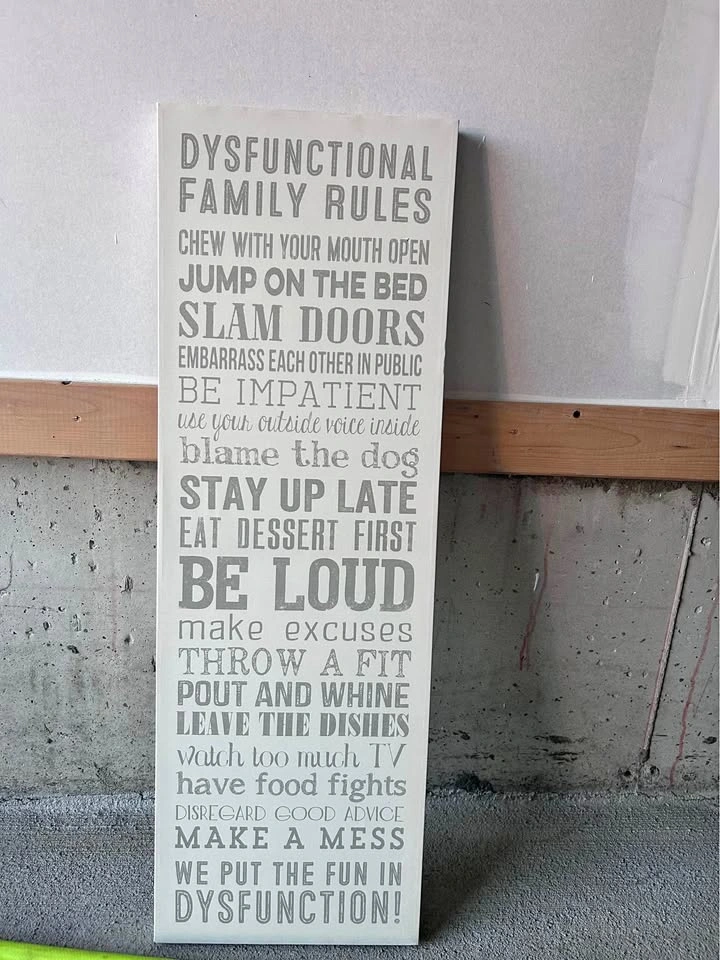 DYSFUNCTIONAL
FAMILY RULES
CHEW WITH YOUR MOUTH OPEN
JUMP ON THE BED
SLAM DOORS
EMBARRASS EACH OTHER IN PUBLIC
BE IMPATIENT
use your outside voice inside
blame the dog
STAY UP LATE
EAT DESSERT FIRST
BE LOUD
make excuses
THROW A FIT
POUT AND WHINE
LEAVE THE DISHES
watch too much TV
have food fights
DISREGARD GOOD ADVICE
MAKE A MESS
WE PUT THE FUN IN
DYSFUNCTION!